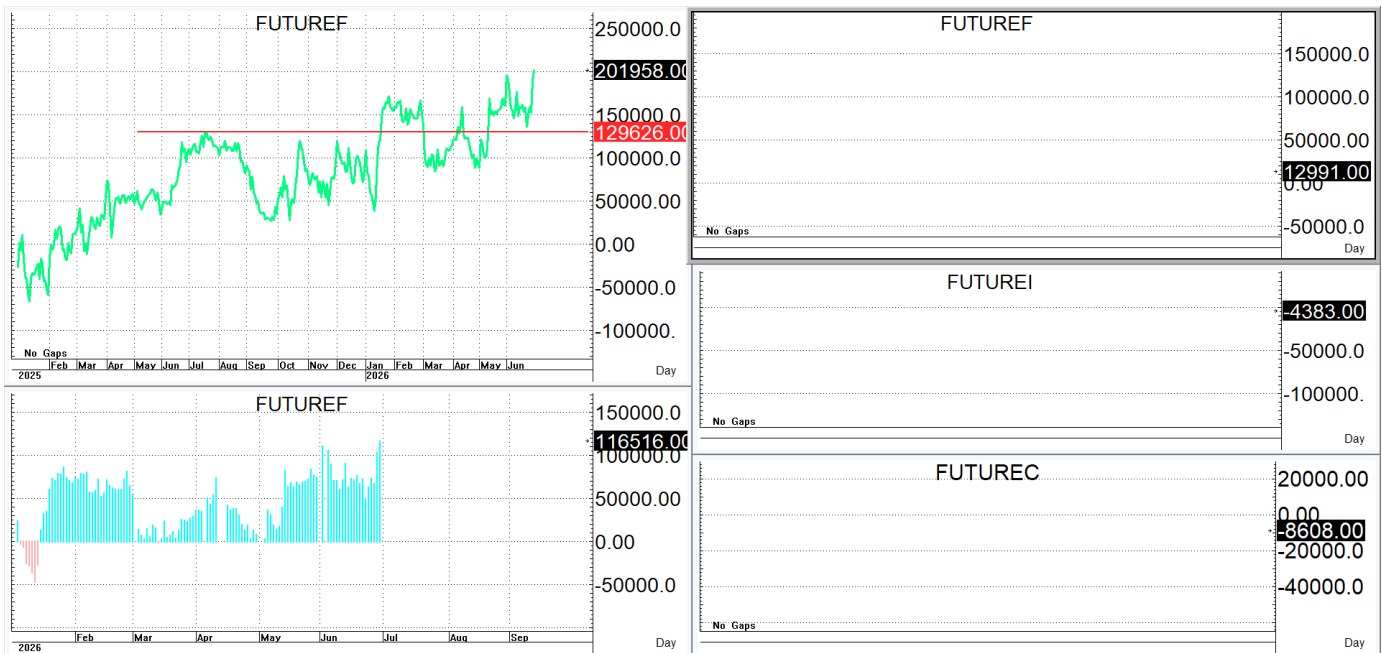 FUTUREF
250000.0
201958.00
150000.0
129626.00
100000.0
50000.00
0.00
-50000.0
-100000.
No Gaps
Feb Mar Apr May Jun Jul Aug Sep Oct Nov Dec Jan Feb Mar Apr May Jun
2025 2026
Day
FUTUREF
150000.0
116516.00
100000.0
50000.00
0.00
-50000.0
Feb Mar Apr May Jun Jul Aug Sep
2026
Day
FUTUREF
150000.0
100000.0
50000.00
12991.00
0.00
-50000.0
No Gaps
Day
FUTUREI
-4383.00
-50000.0
-100000.
No Gaps
Day
FUTUREC
20000.00
0.00
-8608.00
-20000.0
-40000.0
No Gaps
Day